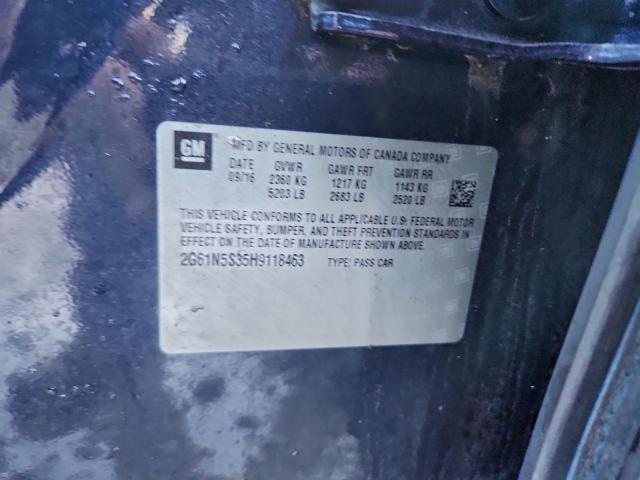 GM
MFD BY GENERAL MOTORS OF CANADA COMPANY
DATE GVWR GAWR FRT GAWR RR
09/16 2360 KG 1217 KG 1143 KG
5203 LB 2683 LB 2520 LB
THIS VEHICLE CONFORMS TO ALL APPLICABLE U.S. FEDERAL MOTOR
VEHICLE SAFETY, BUMPER, AND THEFT PREVENTION STANDARDS IN
EFFECT ON THE DATE OF MANUFACTURE SHOWN ABOVE.
2G61N5S35H9118463 TYPE: PASS CAR